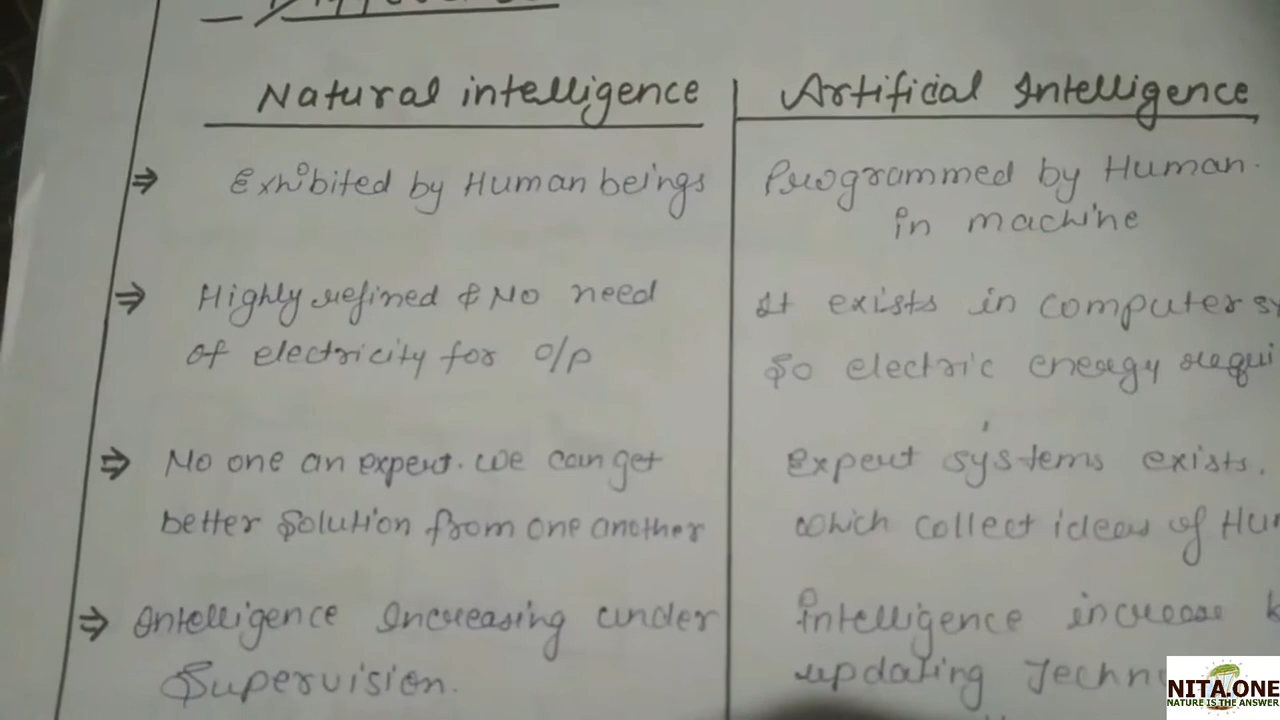 Natural intelligence
Artificial Intelligence
⇒ Exhibited by Human beings
Programmed by Human.
in machine
⇒ Highly refined & No need
of electricity for o/p
It exists in computer
So electric energy
⇒ No one an expert. we can get
better Solution from one another
Expert systems exists.
which collect ideas of
⇒ Intelligence Increasing under
Supervision.
intelligence increase
updating
NITA.ONE
NATURE IS THE ANSWER